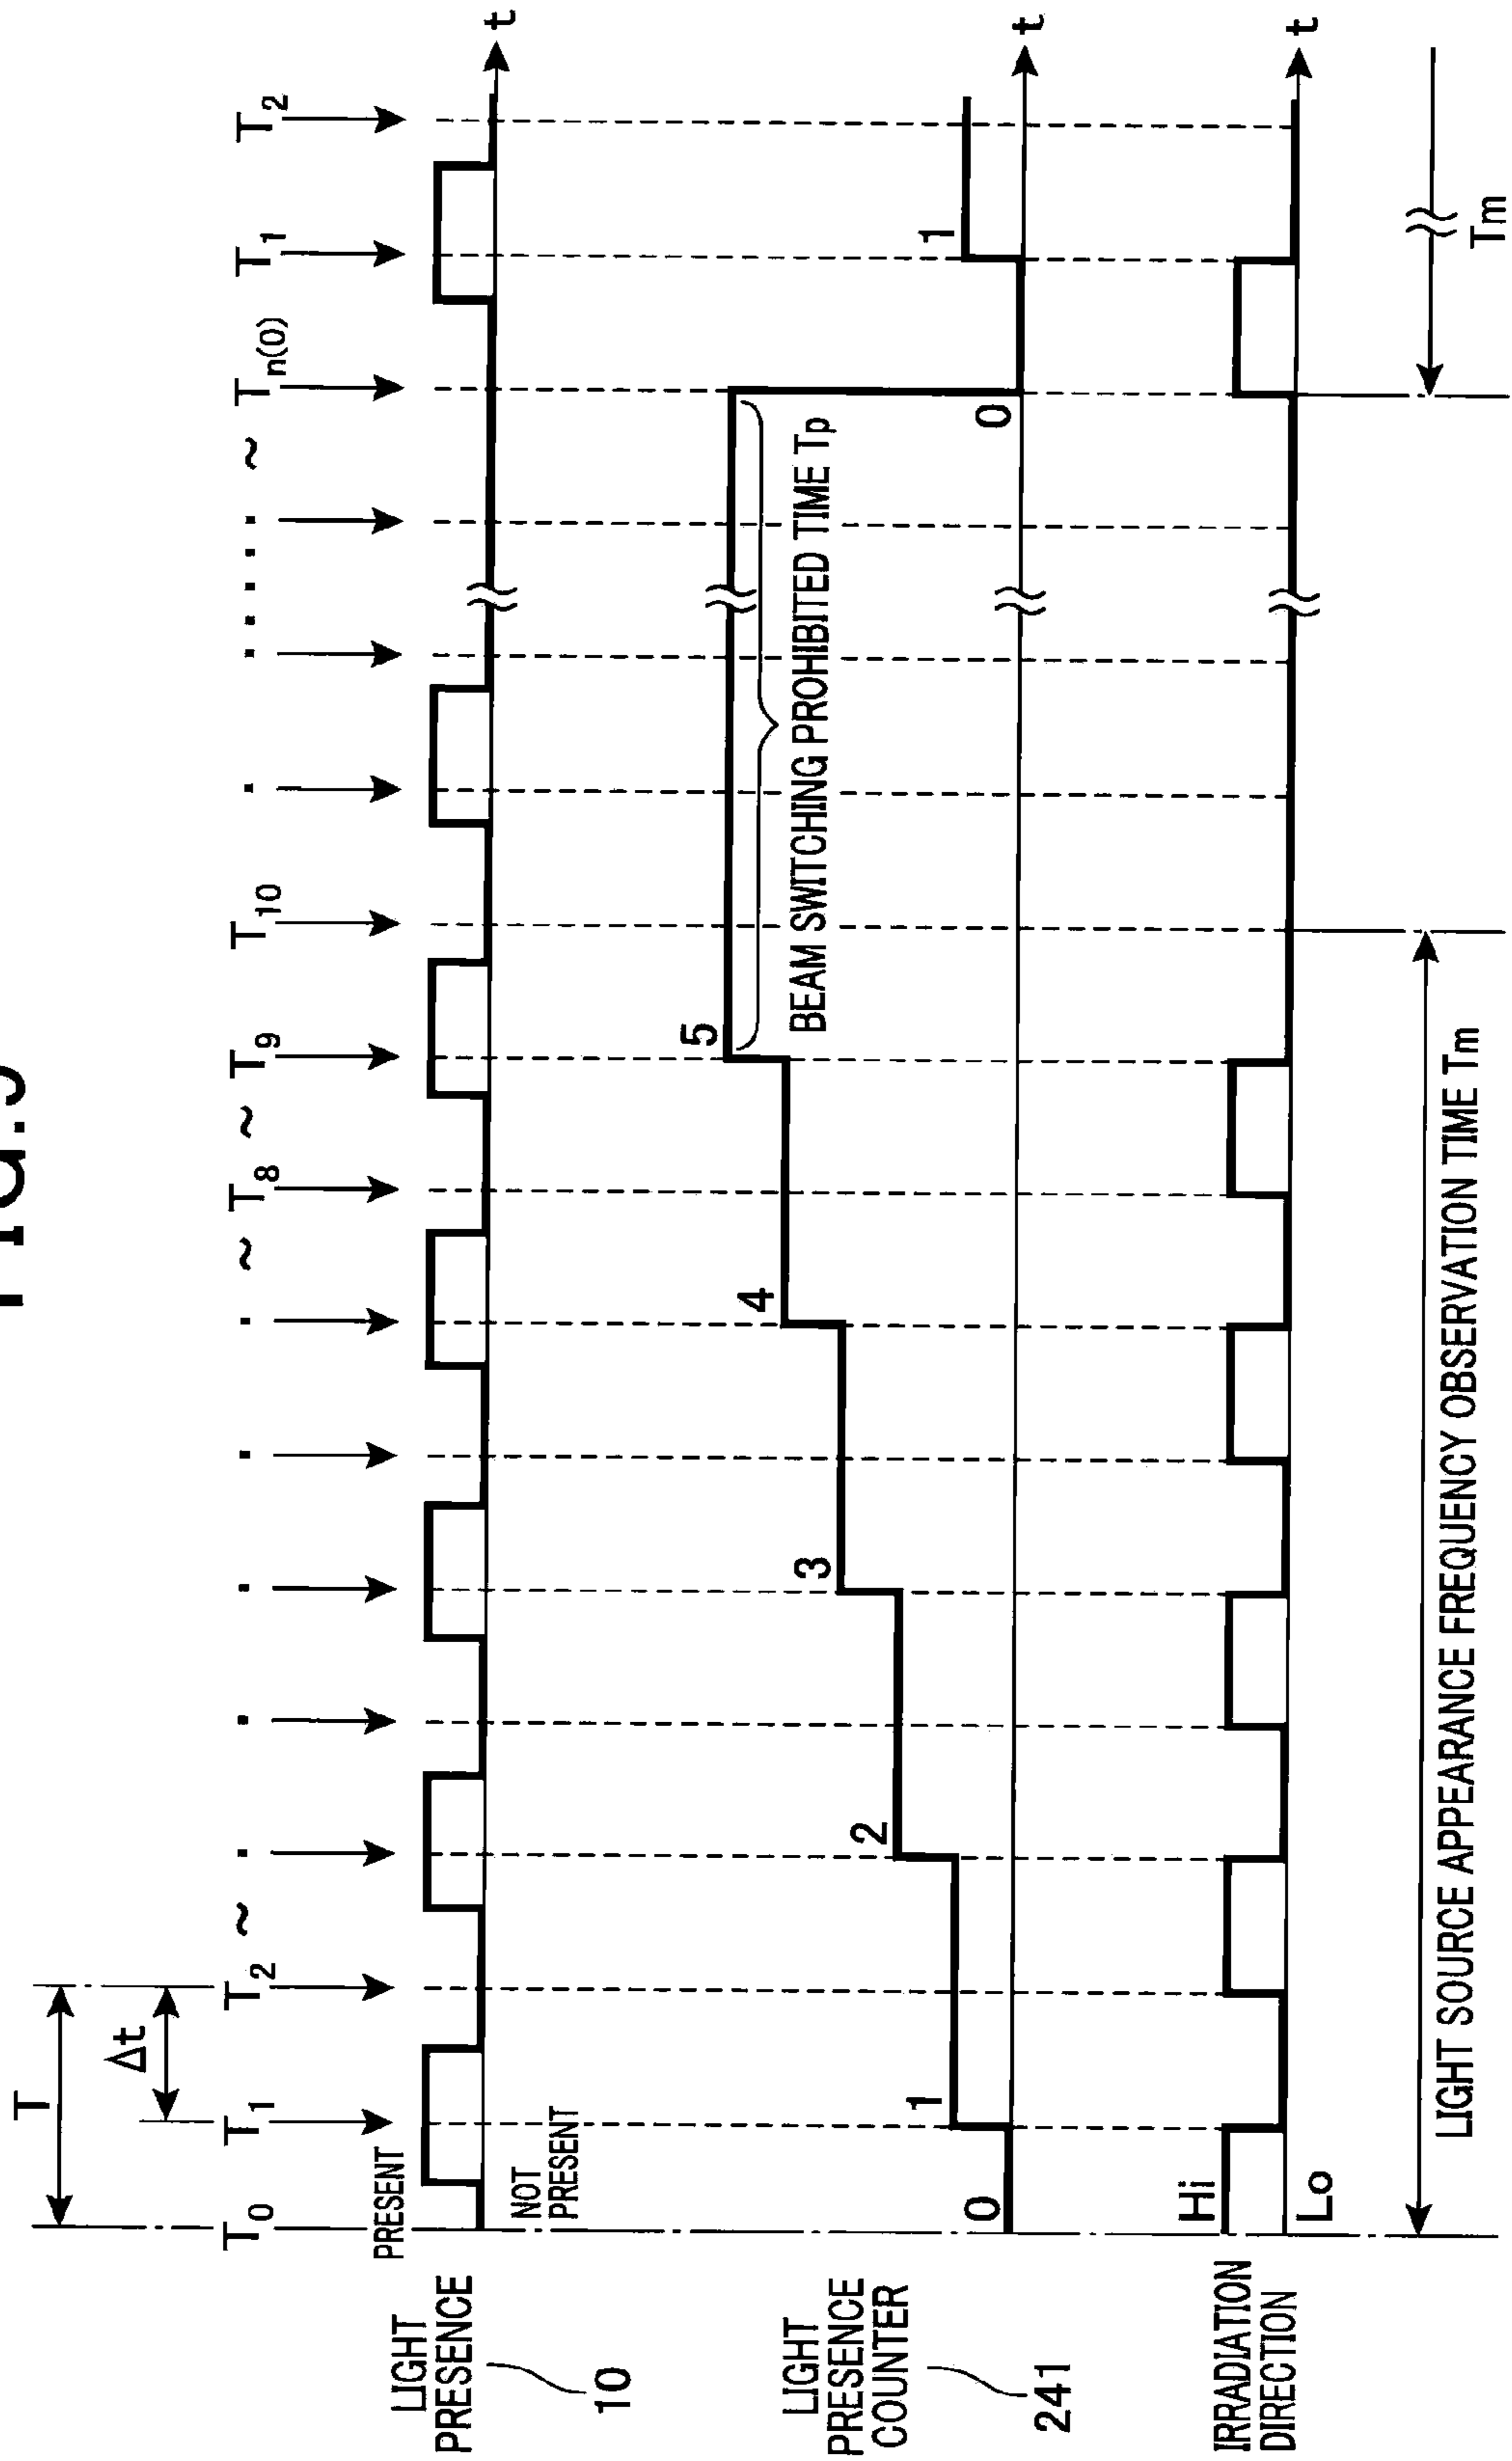 T
Δt
T0 T1 T2 ~ . . . . . . ~ T8 ~ T9 T10 . . . . . ~ Tn(0) T1 T2
PRESENT
LIGHT
PRESENCE
10
NOT
PRESENT
t
LIGHT
PRESENCE
COUNTER
241
0 1 2 3 4 5
BEAM SWITCHING PROHIBITED TIME Tp
0 1
t
IRRADIATION
DIRECTION
Hi
Lo
t
LIGHT SOURCE APPEARANCE FREQUENCY OBSERVATION TIME Tm
Tm